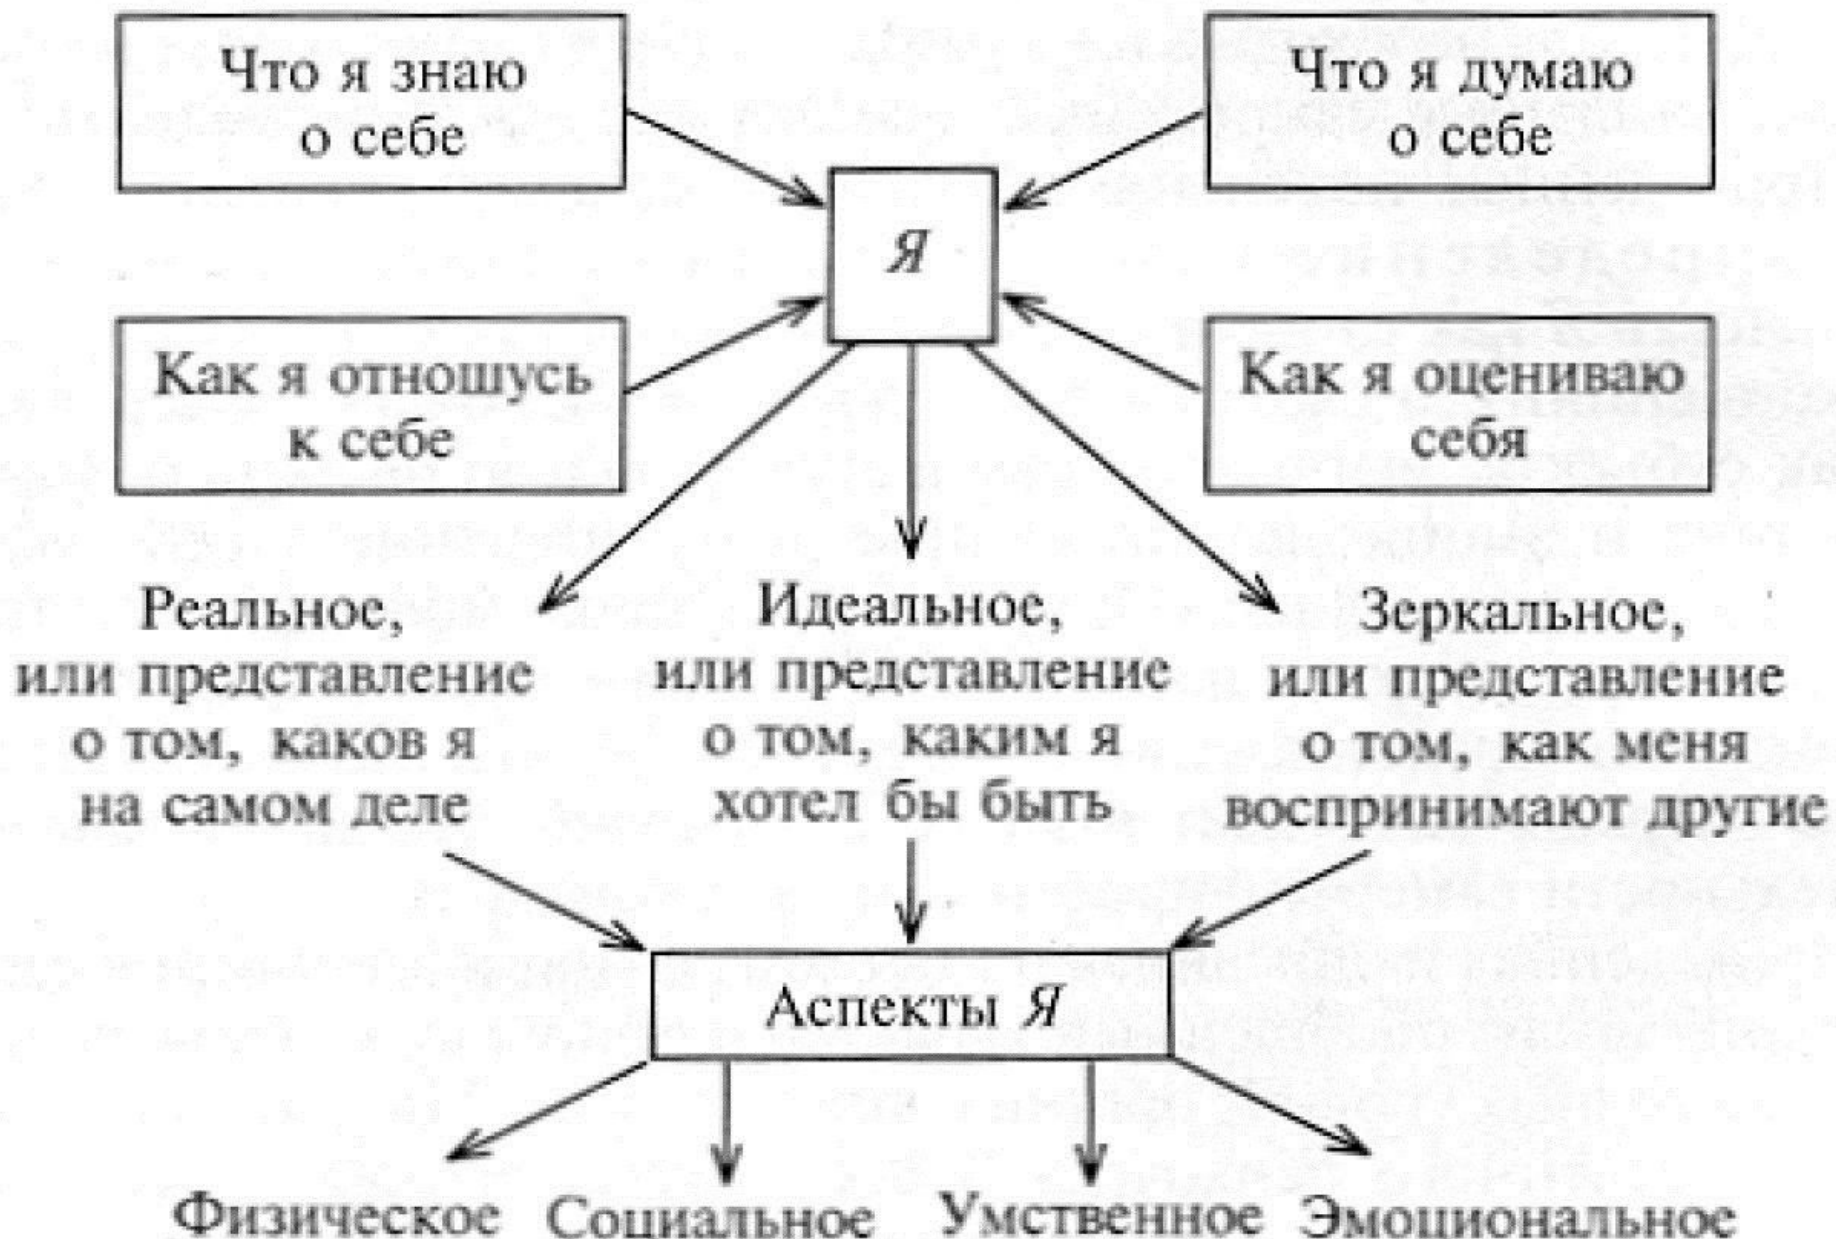 Что я знаю
о себе
Что я думаю
о себе
Я
Как я отношусь
к себе
Как я оцениваю
себя
Реальное,
или представление
о том, каков я
на самом деле
Идеальное,
или представление
о том, каким я
хотел бы быть
Зеркальное,
или представление
о том, как меня
воспринимают другие
Аспекты Я
Физическое
Социальное
Умственное
Эмоциональное